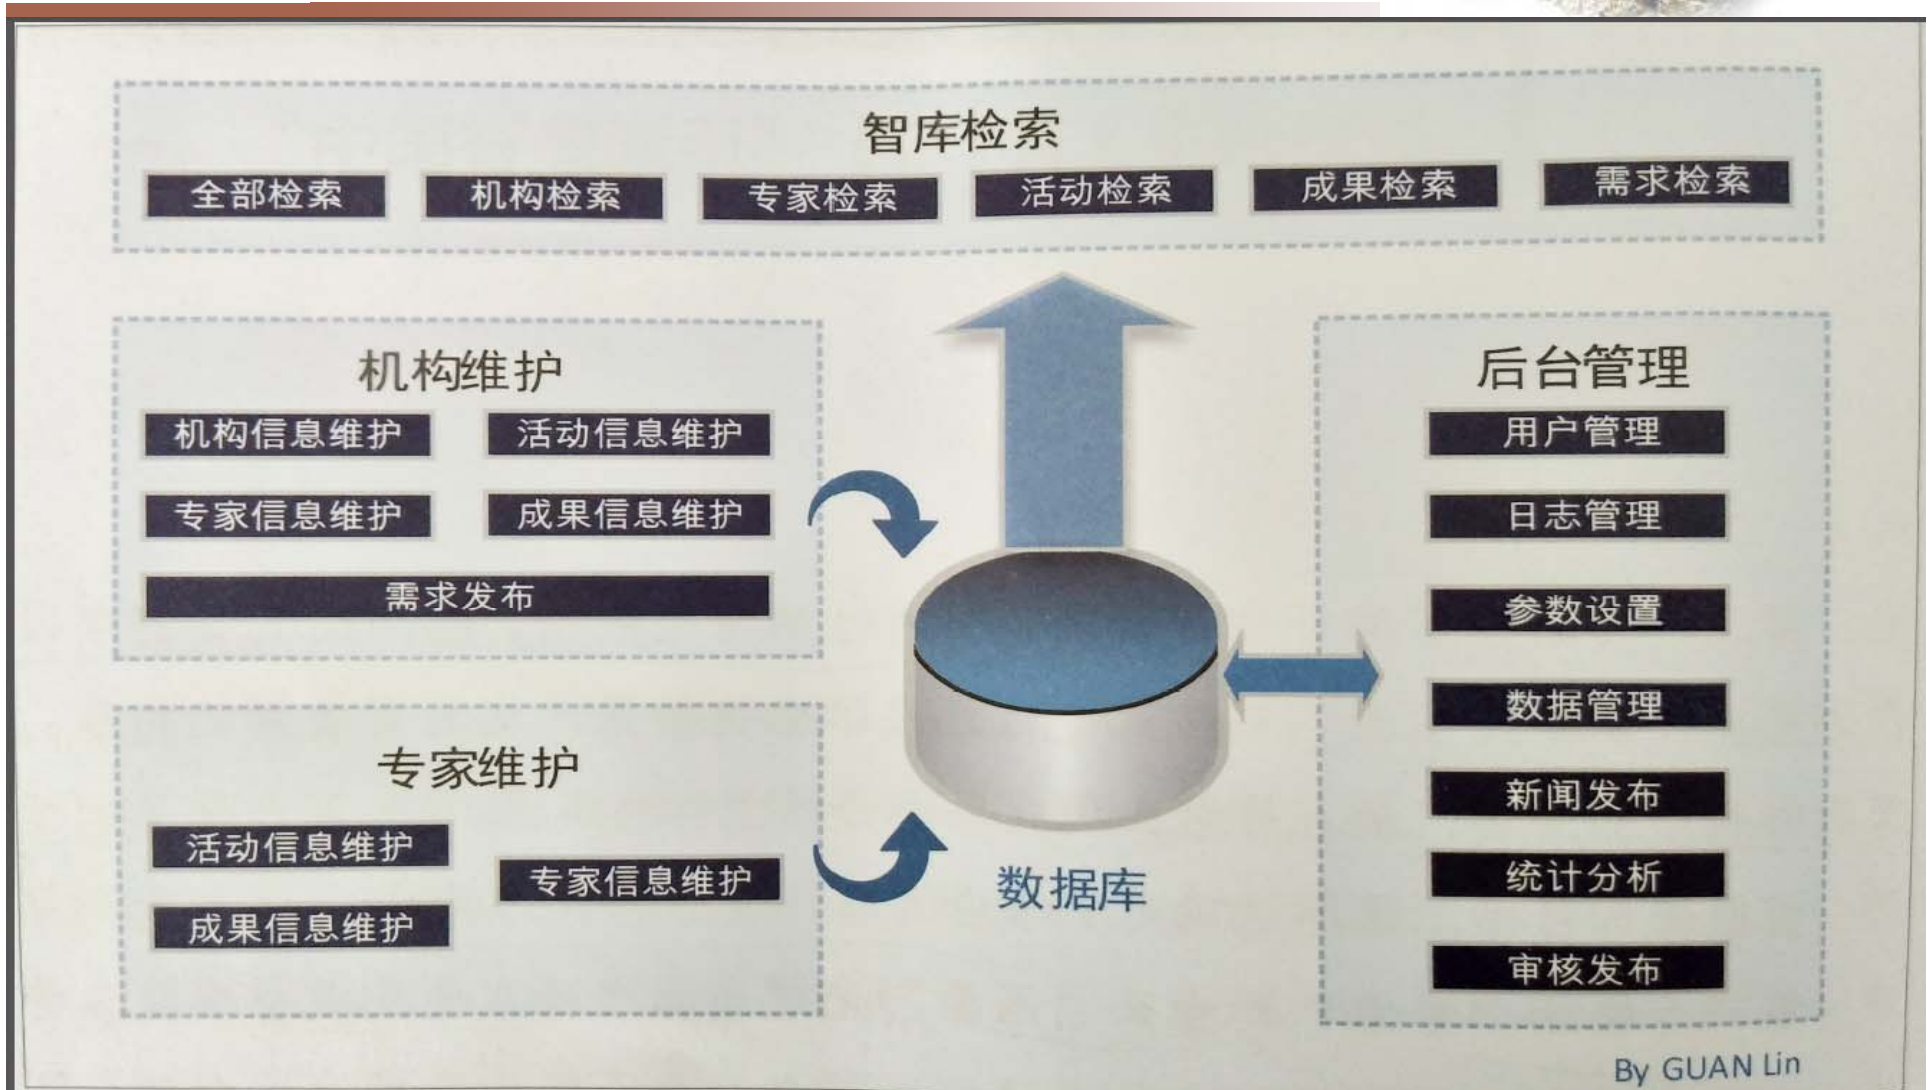 智库检索
全部检索
机构检索
专家检索
活动检索
成果检索
需求检索
机构维护
机构信息维护
活动信息维护
专家信息维护
成果信息维护
需求发布
专家维护
活动信息维护
专家信息维护
成果信息维护
数据库
后台管理
用户管理
日志管理
参数设置
数据管理
新闻发布
统计分析
审核发布
By GUAN Lin